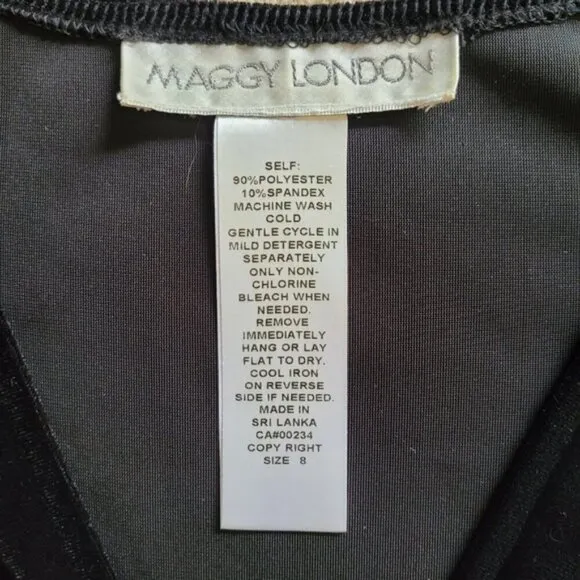 MAGGY LONDON
SELF:
90%POLYESTER
10%SPANDEX
MACHINE WASH
COLD
GENTLE CYCLE IN
MILD DETERGENT
SEPARATELY
ONLY NON-
CHLORINE
BLEACH WHEN
NEEDED.
REMOVE
IMMEDIATELY
HANG OR LAY
FLAT TO DRY.
COOL IRON
ON REVERSE
SIDE IF NEEDED.
MADE IN
SRI LANKA
CA#00234
COPY RIGHT
SIZE 8